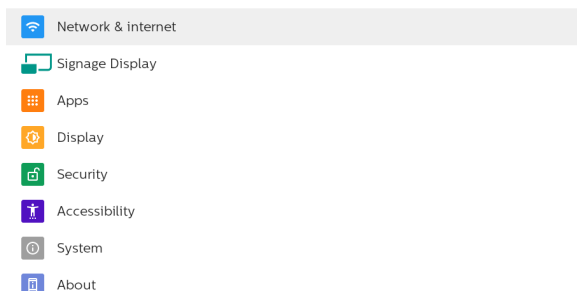 Network & internet
Signage Display
Apps
Display
Security
Accessibility
System
About